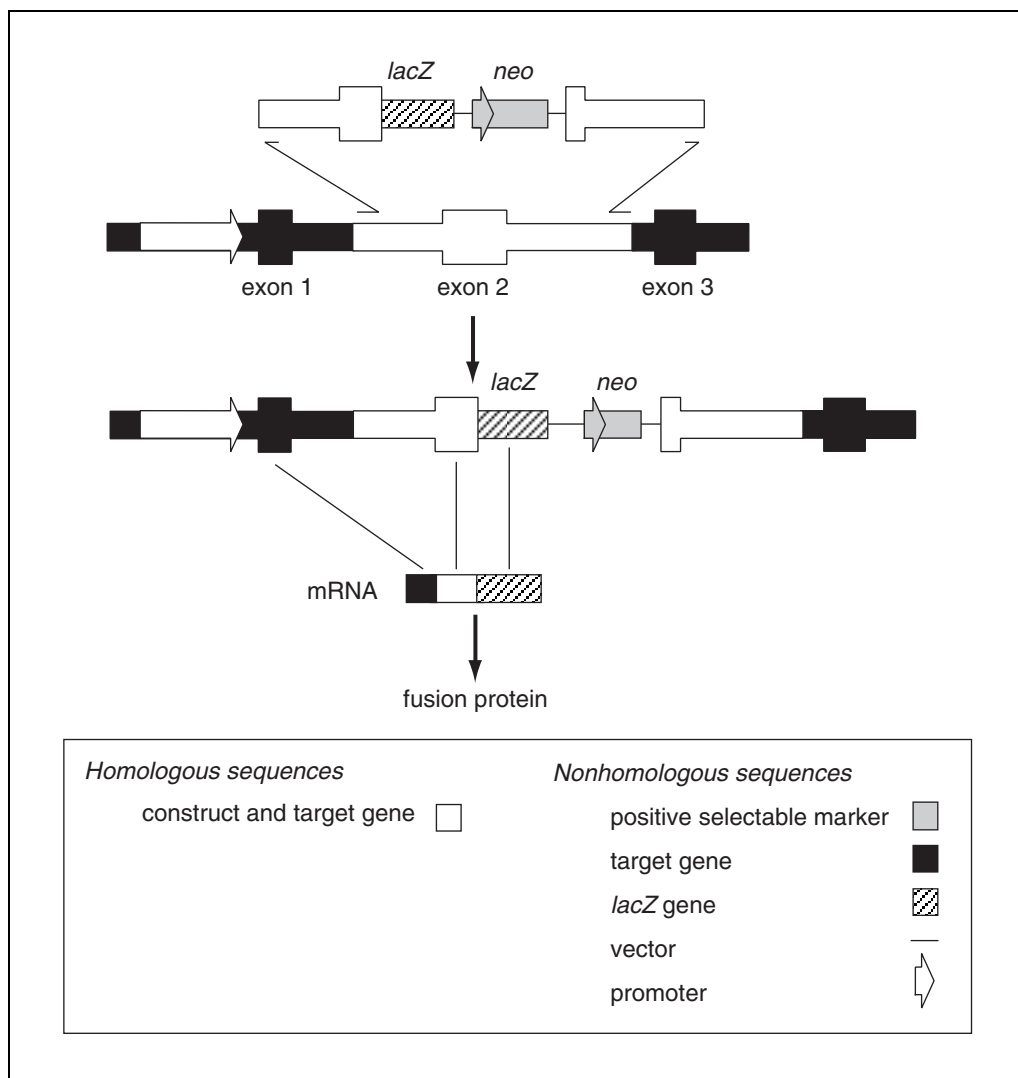 lacZ neo
exon 1 exon 2 exon 3
lacZ neo
mRNA
fusion protein
Homologous sequences
construct and target gene
Nonhomologous sequences
positive selectable marker
target gene
lacZ gene
vector
promoter